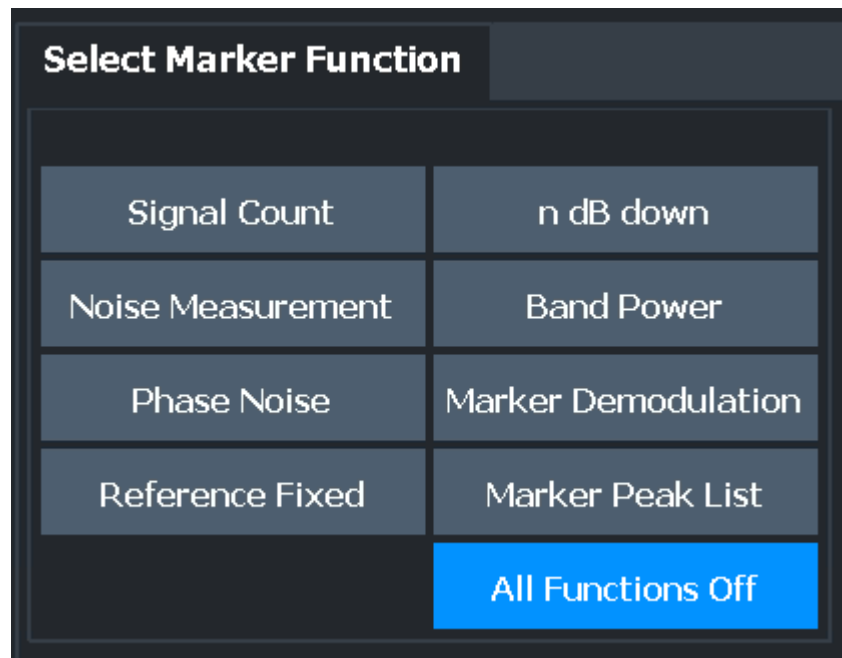 Select Marker Function
Signal Count
n dB down
Noise Measurement
Band Power
Phase Noise
Marker Demodulation
Reference Fixed
Marker Peak List
All Functions Off